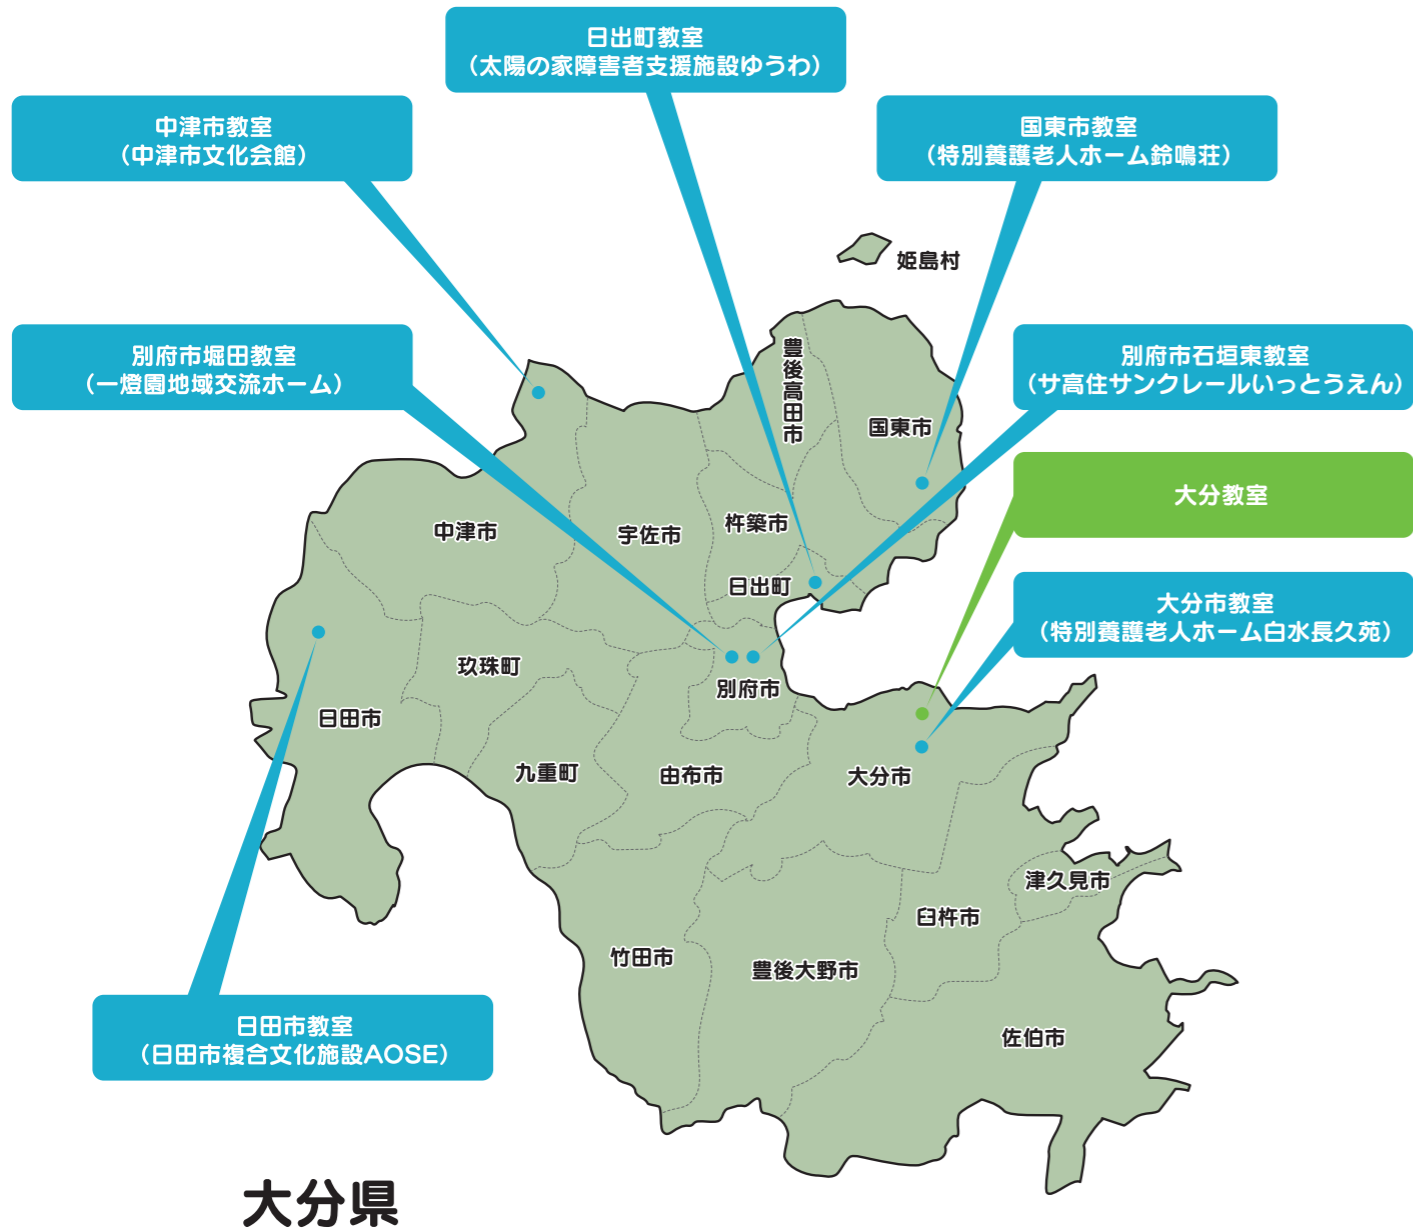 日出町教室
（太陽の家障害者支援施設ゆうわ）
中津市教室
（中津市文化会館）
国東市教室
（特別養護老人ホーム鈴鳴荘）
姫島村
別府市堀田教室
（一燈園地域交流ホーム）
別府市石垣東教室
（サ高住サンクレールいっとうえん）
豊後高田市
国東市
大分教室
中津市
宇佐市
杵築市
日出町
大分市教室
（特別養護老人ホーム白水長久苑）
玖珠町
別府市
日田市
九重町
由布市
大分市
津久見市
臼杵市
竹田市
豊後大野市
佐伯市
日田市教室
（日田市複合文化施設AOSE）
大分県